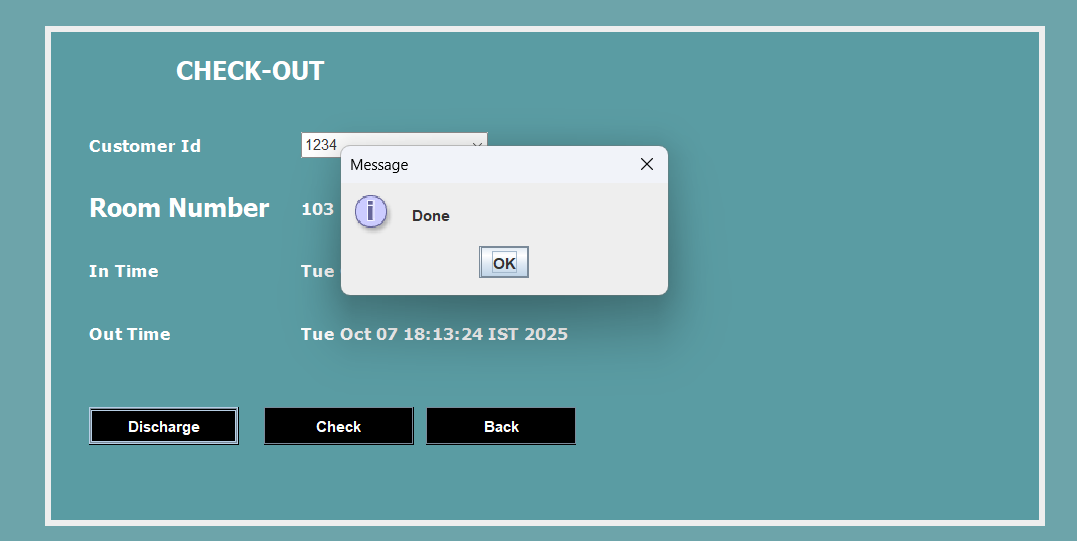 CHECK-OUT
Customer Id 1234
Message
Room Number 103
Done
OK
In Time Tue
Out Time Tue Oct 07 18:13:24 IST 2025
Discharge Check Back